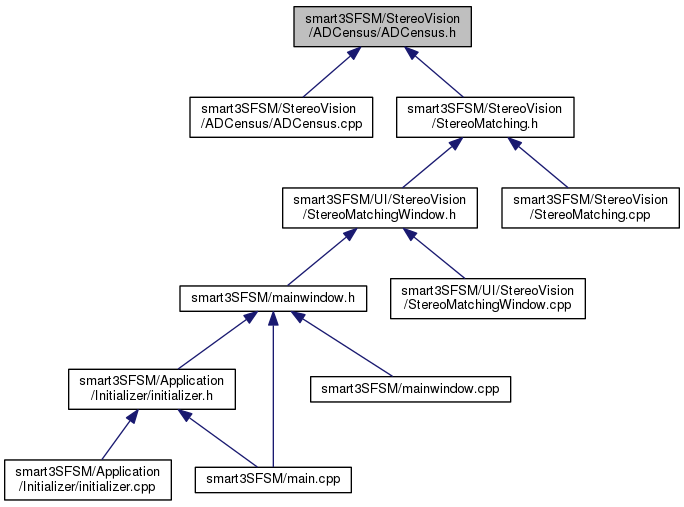 smart3SFSM/StereoVision
/ADCensus/ADCensus.h
smart3SFSM/StereoVision
/ADCensus/ADCensus.cpp
smart3SFSM/StereoVision
/StereoMatching.h
smart3SFSM/UI/StereoVision
/StereoMatchingWindow.h
smart3SFSM/StereoVision
/StereoMatching.cpp
smart3SFSM/mainwindow.h
smart3SFSM/UI/StereoVision
/StereoMatchingWindow.cpp
smart3SFSM/Application
/Initializer/initializer.h
smart3SFSM/mainwindow.cpp
smart3SFSM/Application
/Initializer/initializer.cpp
smart3SFSM/main.cpp